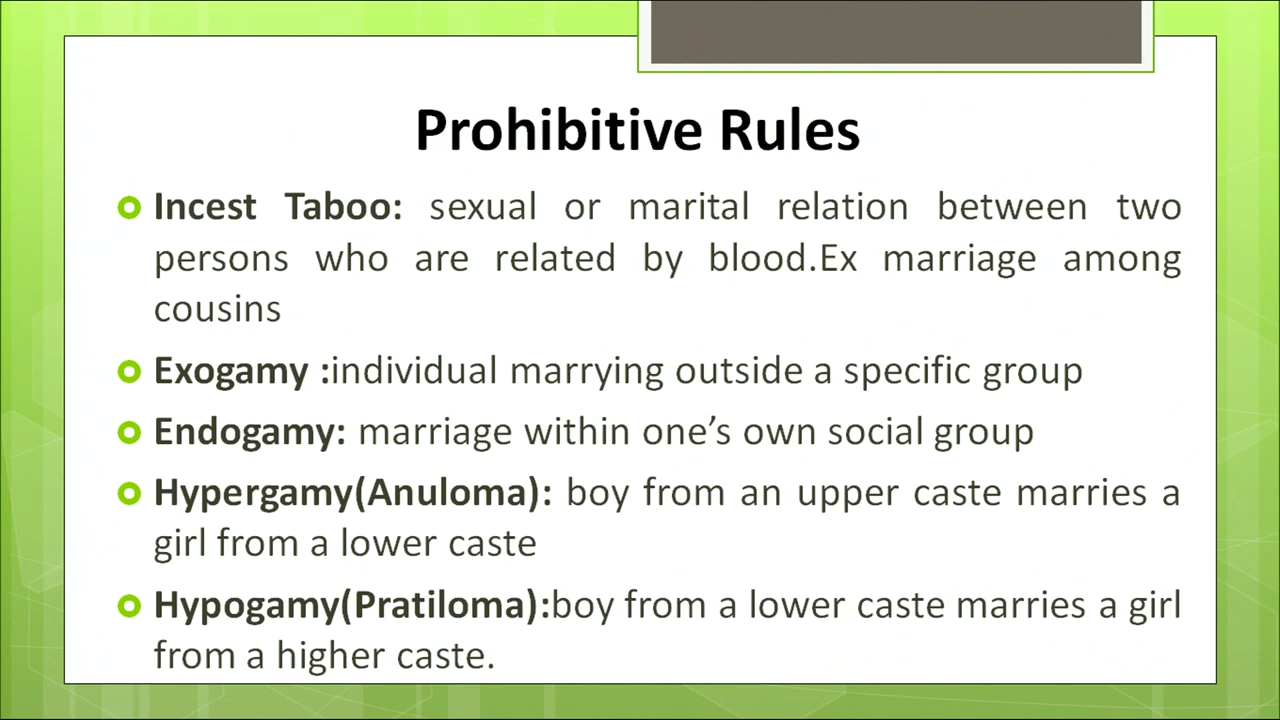 Prohibitive Rules
Incest Taboo: sexual or marital relation between two
persons who are related by blood.Ex marriage among
cousins
Exogamy :individual marrying outside a specific group
Endogamy: marriage within one’s own social group
Hypergamy(Anuloma): boy from an upper caste marries a
girl from a lower caste
Hypogamy(Pratiloma):boy from a lower caste marries a girl
from a higher caste.